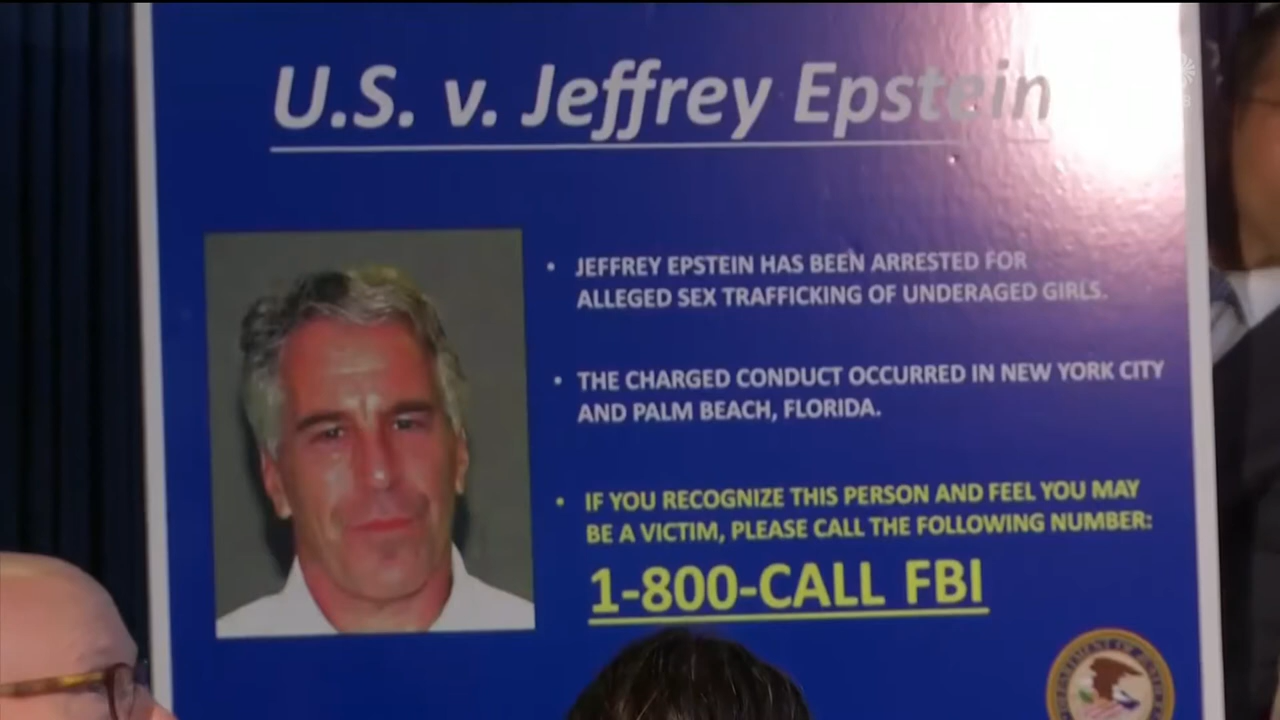 U.S. v. Jeffrey Epstein
• JEFFREY EPSTEIN HAS BEEN ARRESTED FOR
ALLEGED SEX TRAFFICKING OF UNDERAGED GIRLS.
• THE CHARGED CONDUCT OCCURRED IN NEW YORK CITY
AND PALM BEACH, FLORIDA.
• IF YOU RECOGNIZE THIS PERSON AND FEEL YOU MAY
BE A VICTIM, PLEASE CALL THE FOLLOWING NUMBER:
1-800-CALL FBI
DEPARTMENT OF